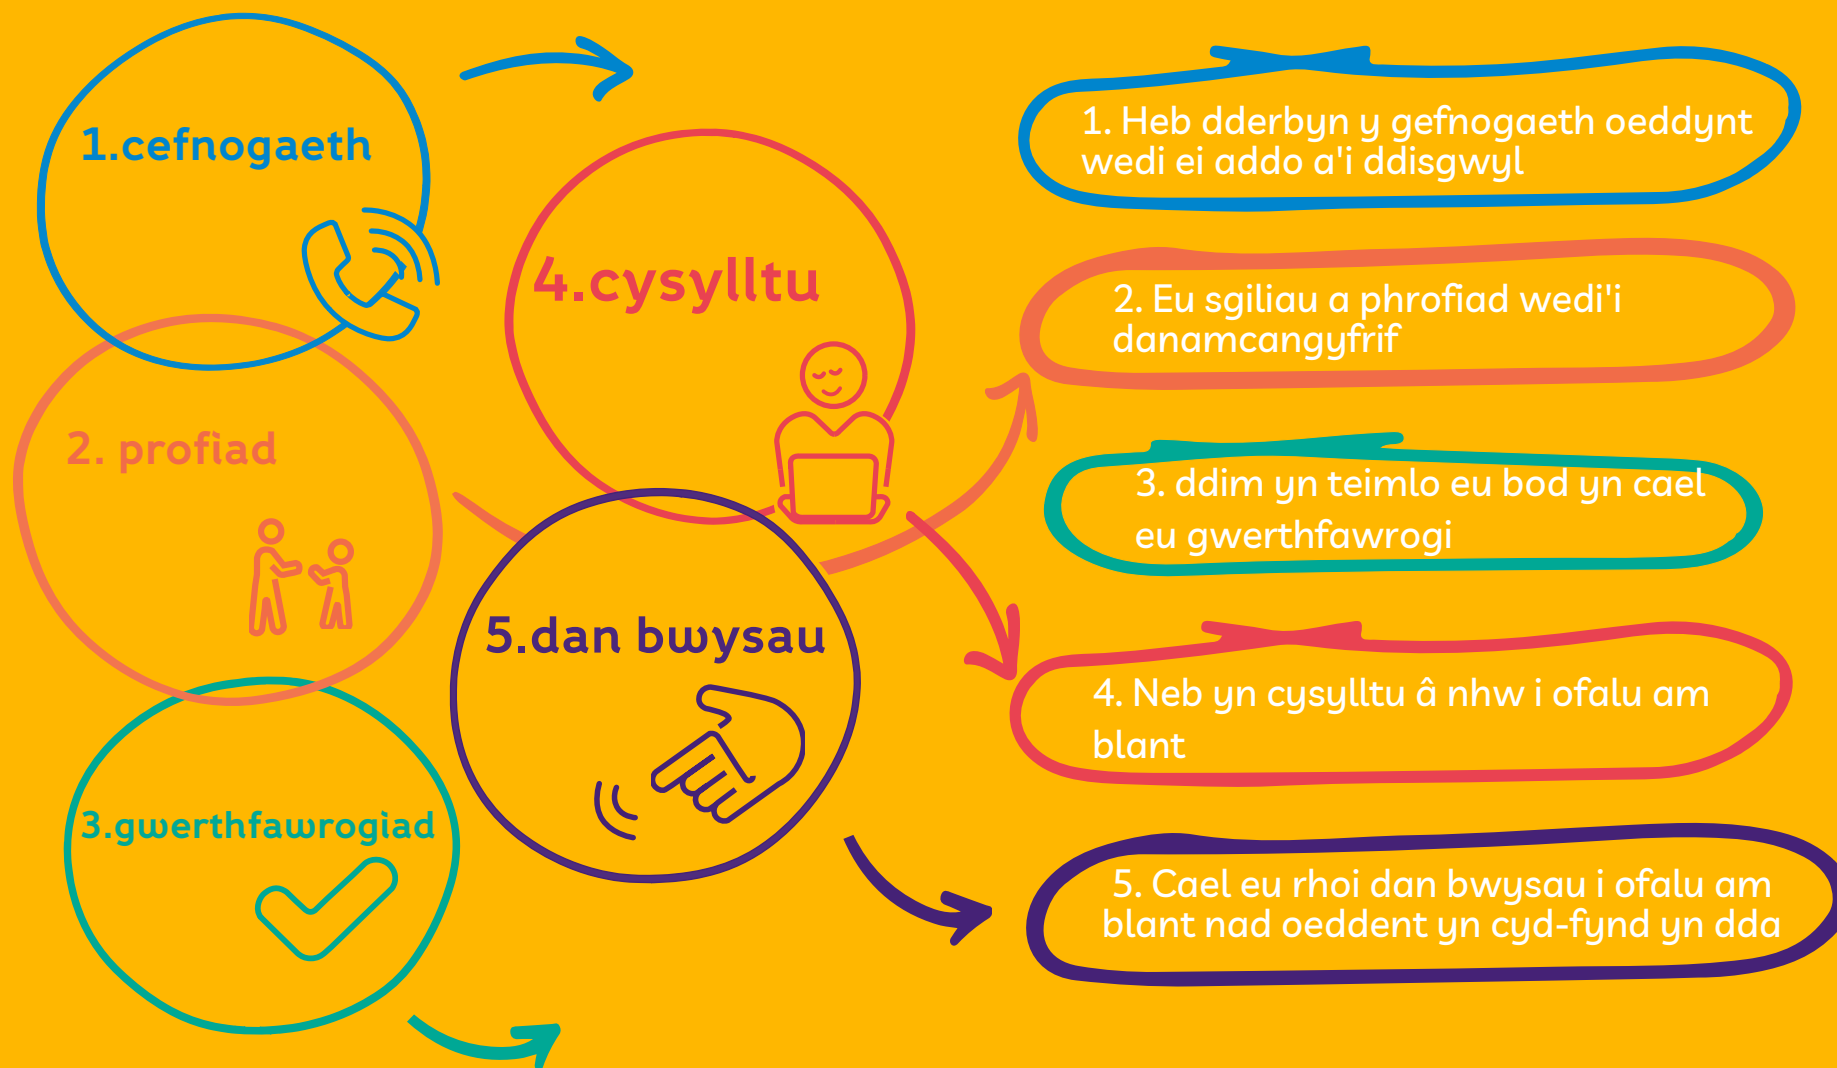 1.cefnogaeth
2. profiad
3.gwerthfawrogiad
4.cysylltu
5.dan bwysau
1. Heb dderbyn y gefnogaeth oeddynt
wedi ei addo a'i ddisgwyl
2. Eu sgiliau a phrofiad wedi'i
danamcangyfrif
3. ddim yn teimlo eu bod yn cael
eu gwerthfawrogi
4. Neb yn cysylltu â nhw i ofalu am
blant
5. Cael eu rhoi dan bwysau i ofalu am
blant nad oeddent yn cyd-fynd yn dda